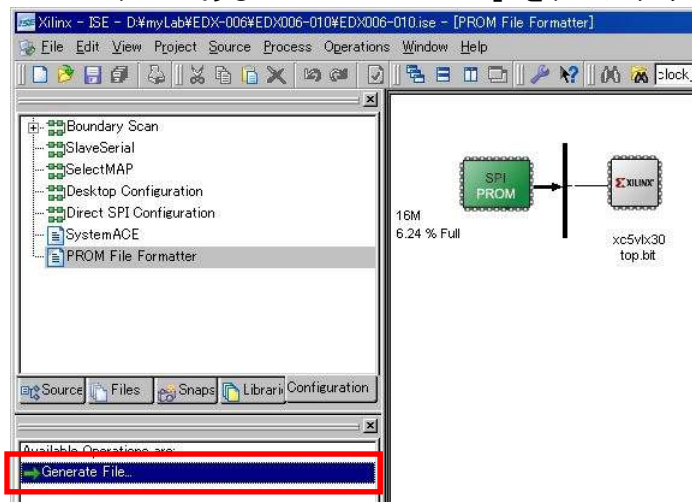 Xilinx - ISE - D:¥myLab¥EDX-006¥EDX006-010¥EDX006-010.ise - [PROM File Formatter]
File Edit View Project Source Process Operations Window Help
clock_
Boundary Scan
SlaveSerial
SelectMAP
Desktop Configuration
Direct SPI Configuration
SystemACE
PROM File Formatter
SPI
PROM
16M
6.24 % Full
XILINX
xc5vlx30
top.bit
Source Files Snaps Librari Configuration
Available Operations are:
Generate File...